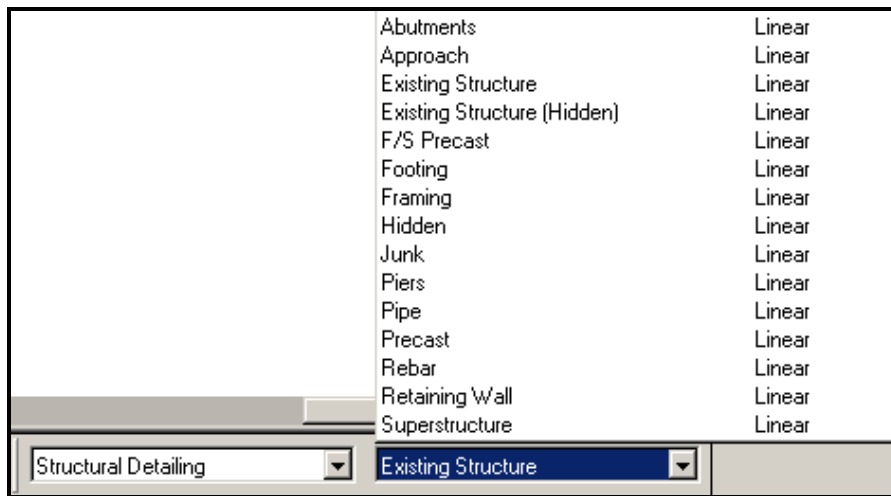 Abutments Linear
Approach Linear
Existing Structure Linear
Existing Structure (Hidden) Linear
F/S Precast Linear
Footing Linear
Framing Linear
Hidden Linear
Junk Linear
Piers Linear
Pipe Linear
Precast Linear
Rebar Linear
Retaining Wall Linear
Superstructure Linear
Structural Detailing Existing Structure